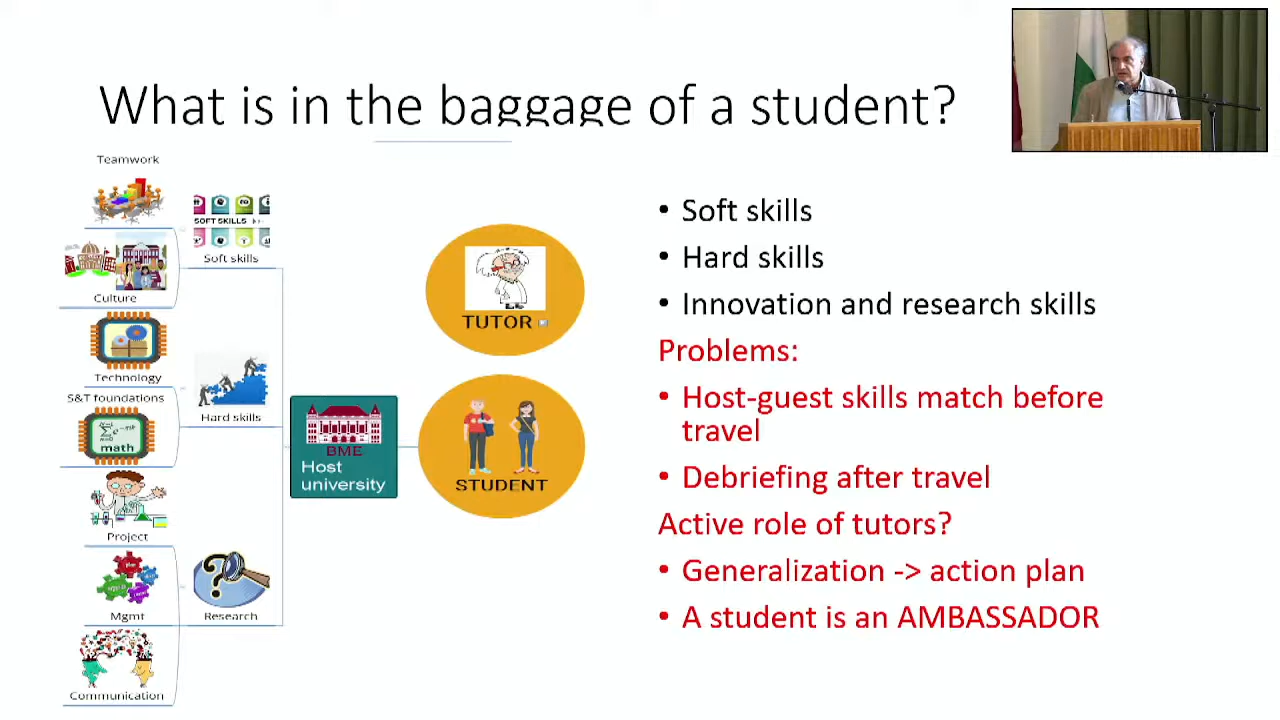 What is in the baggage of a student?
Teamwork
SOFT SKILLS
Soft skills
Culture
Technology
S&T foundations
math
Hard skills
Project
Mgmt
Research
Communication
BME
Host
university
TUTOR
STUDENT
• Soft skills
• Hard skills
• Innovation and research skills
Problems:
• Host-guest skills match before
travel
• Debriefing after travel
Active role of tutors?
• Generalization -> action plan
• A student is an AMBASSADOR